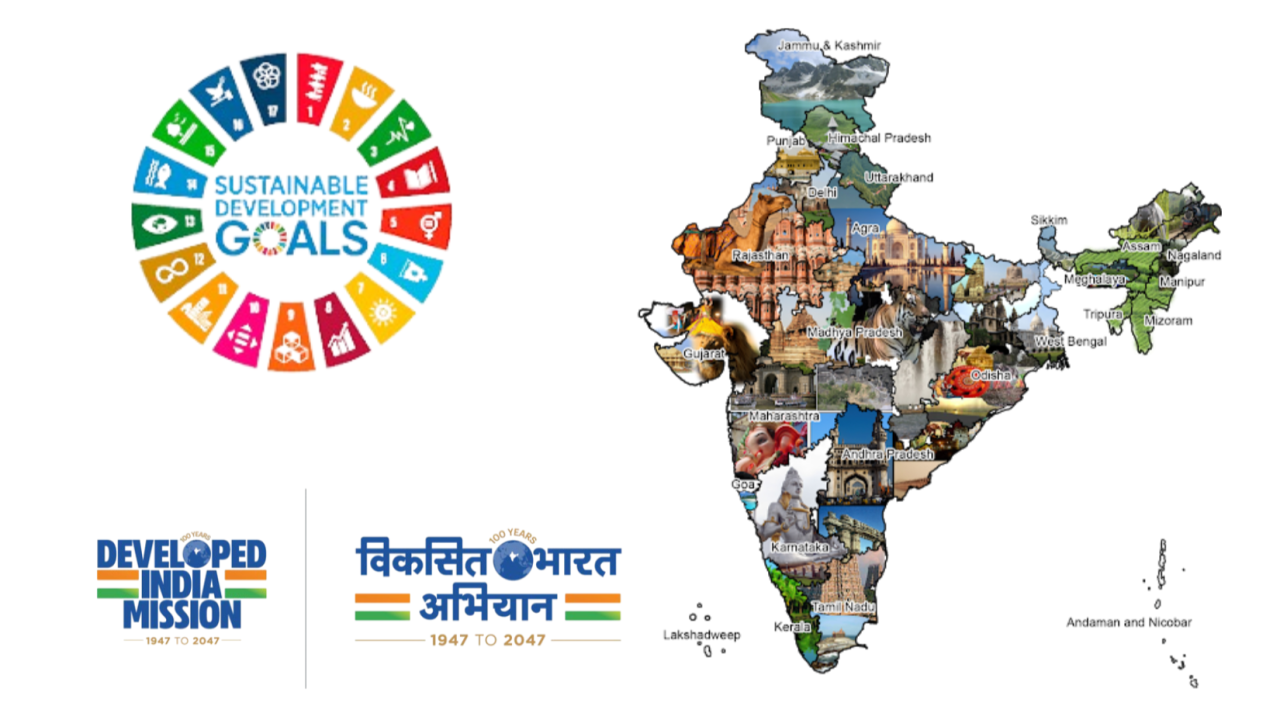 17
1
2
3
4
5
6
7
8
9
10
11
12
13
14
15
16
SUSTAINABLE
DEVELOPMENT
GOALS
100 YEARS
DEVELOPED
INDIA
MISSION
1947 TO 2047
100 YEARS
विकसित भारत
अभियान
1947 TO 2047
Jammu & Kashmir
Punjab
Himachal Pradesh
Uttarakhand
Delhi
Agra
Rajasthan
Sikkim
Assam
Nagaland
Meghalaya
Manipur
Tripura
Mizoram
West Bengal
Gujarat
Madhya Pradesh
Odisha
Maharashtra
Andhra Pradesh
Goa
Karnataka
Tamil Nadu
Kerala
Lakshadweep
Andaman and Nicobar